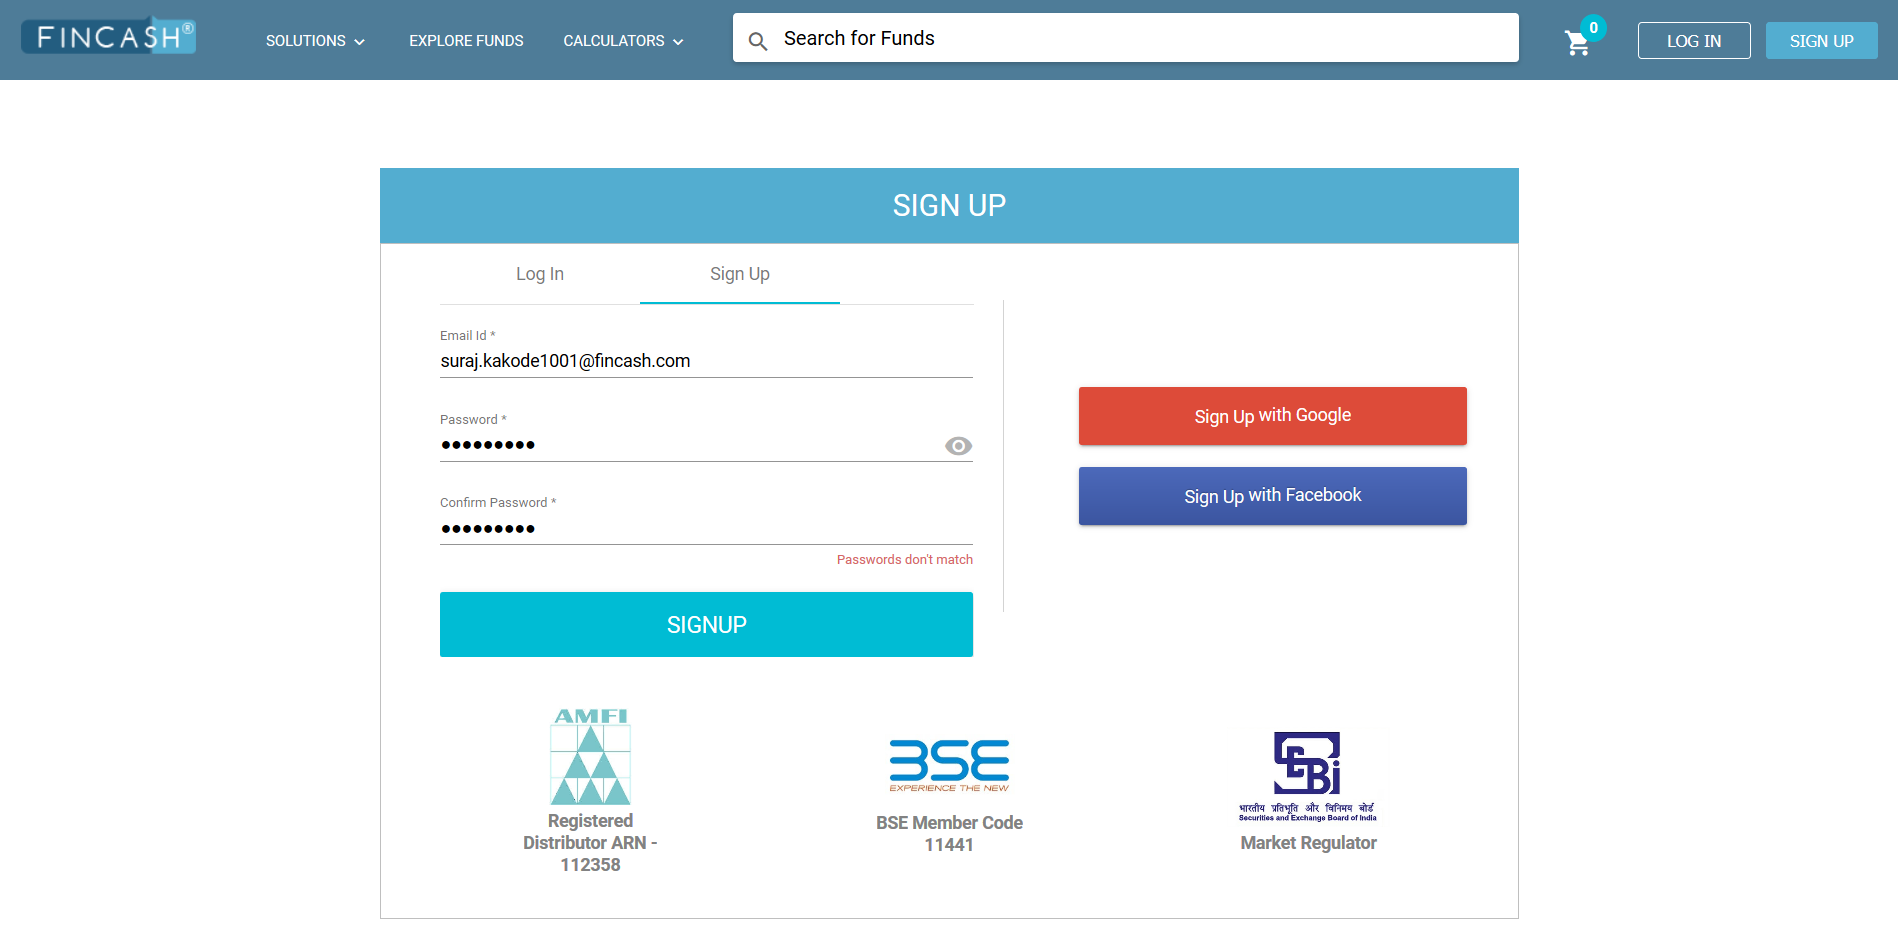 FINCASH®
SOLUTIONS
EXPLORE FUNDS
CALCULATORS
Search for Funds
0
LOG IN
SIGN UP
SIGN UP
Log In
Sign Up
Email Id *
suraj.kakode1001@fincash.com
Password *
•••••••••
Confirm Password *
•••••••••
Passwords don't match
SIGNUP
Sign Up with Google
Sign Up with Facebook
AMFI
Registered
Distributor ARN -
112358
BSE
EXPERIENCE THE NEW
BSE Member Code
11441
SEBI
भारतीय प्रतिभूति और विनिमय बोर्ड
Securities and Exchange Board of India
Market Regulator